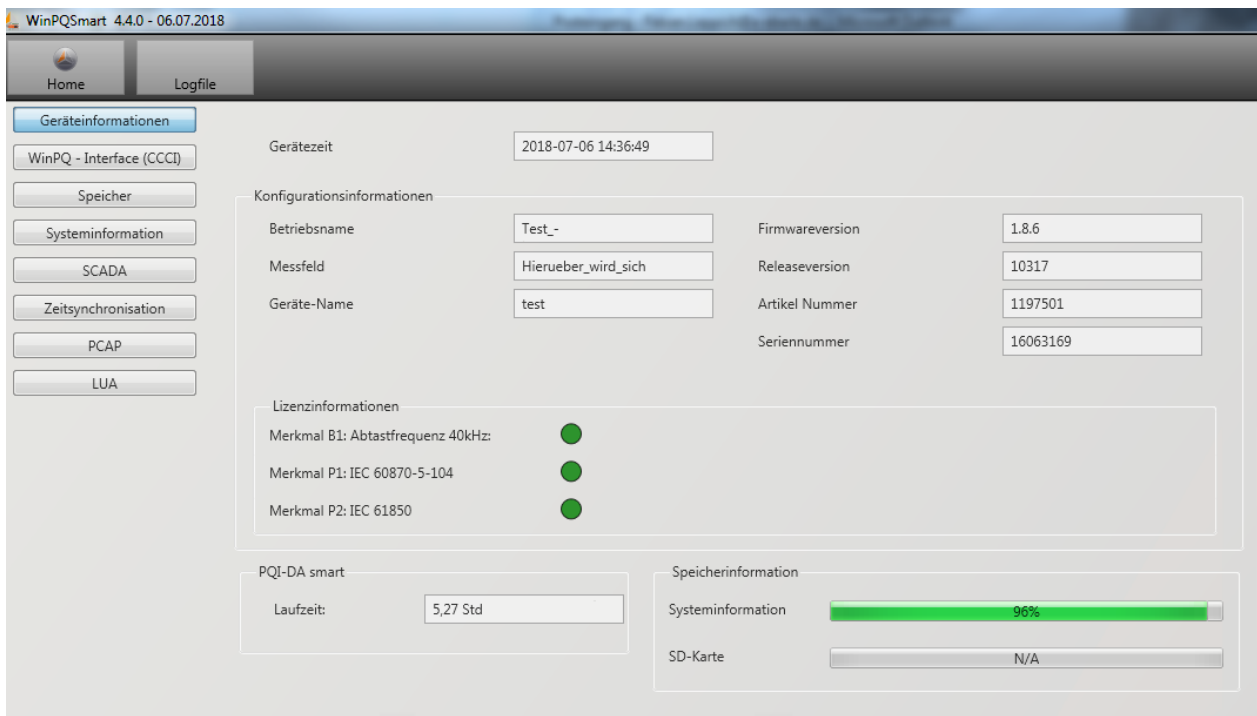 WinPQSmart 4.4.0 - 06.07.2018
Home
Logfile
Geräteinformationen
WinPQ - Interface (CCCI)
Speicher
Systeminformation
SCADA
Zeitsynchronisation
PCAP
LUA
Gerätezeit 2018-07-06 14:36:49
Konfigurationsinformationen
Betriebsname Test_-
Messfeld Hierueber_wird_sich
Geräte-Name test
Firmwareversion 1.8.6
Releaseversion 10317
Artikel Nummer 1197501
Seriennummer 16063169
Lizenzinformationen
Merkmal B1: Abtastfrequenz 40kHz:
Merkmal P1: IEC 60870-5-104
Merkmal P2: IEC 61850
PQI-DA smart
Laufzeit: 5,27 Std
Speicherinformation
Systeminformation 96%
SD-Karte N/A